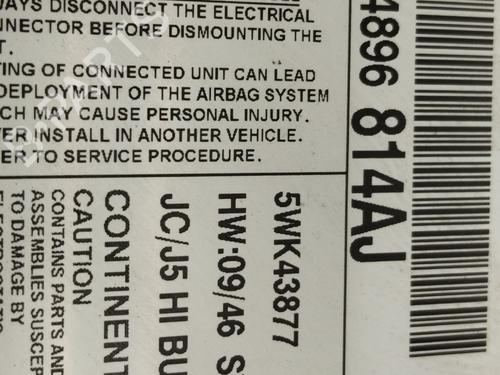 WAYS DISCONNECT THE ELECTRICAL
NNECTOR BEFORE DISMOUNTING THE
T.
TING OF CONNECTED UNIT CAN LEAD
DEPLOYMENT OF THE AIRBAG SYSTEM
CH MAY CAUSE PERSONAL INJURY.
ER INSTALL IN ANOTHER VEHICLE.
ER TO SERVICE PROCEDURE.
4896 814AJ
5WK43877
HW.:09/46 S
JC/J5 HI BU
CONTINENT
CAUTION
CONTAINS PARTS AND
ASSEMBLIES SUSCEP
TO DAMAGE BY